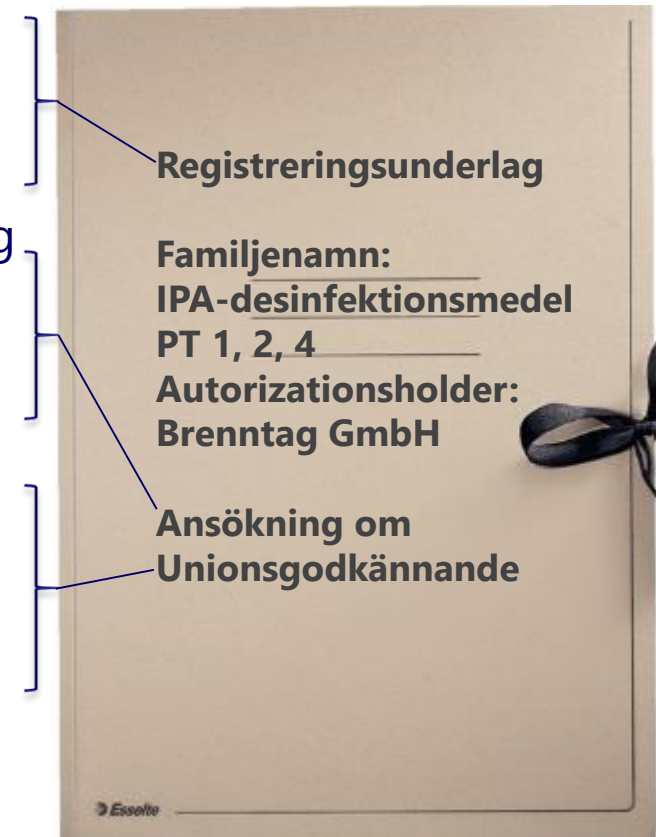 Registreringsunderlag
g
Familjenamn:
IPA-desinfektionsmedel
PT 1, 2, 4
Autorizationsholder:
Brenntag GmbH
Ansökning om
Unionsgodkännande
Esselte